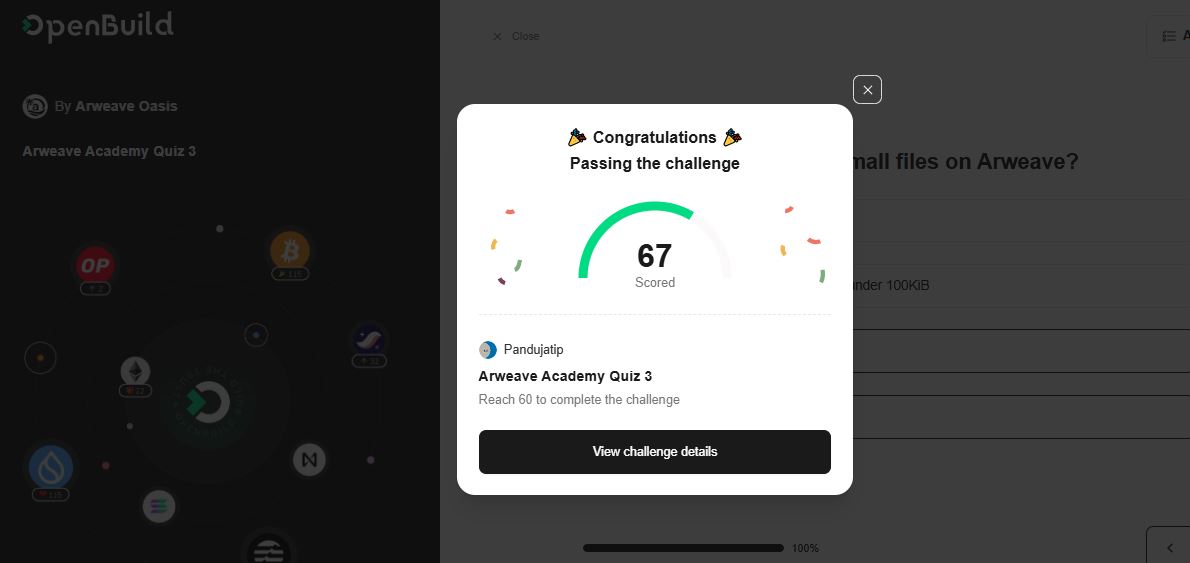 OpenBuild
By Arweave Oasis
Arweave Academy Quiz 3
OP
2
115
32
22
115
Close
A
mall files on Arweave?
under 100KiB
100%
Congratulations
Passing the challenge
67
Scored
Pandujatip
Arweave Academy Quiz 3
Reach 60 to complete the challenge
View challenge details